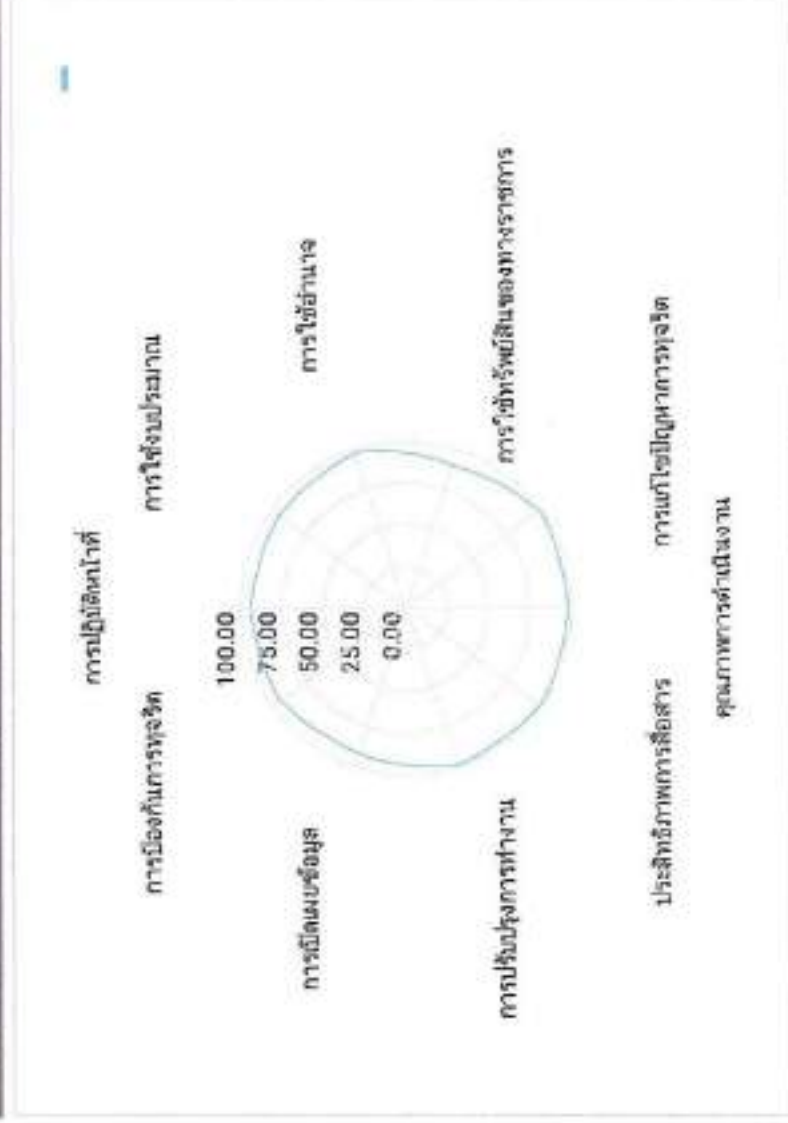 การปฏิบัติหน้าที่
การป้องกันการทุจริต
การใช้งบประมาณ
100.00
75.00
50.00
25.00
0.00
การเปิดเผยข้อมูล
การใช้อำนาจ
การปรับปรุงการทำงาน
การใช้ทรัพย์สินของทางราชการ
ประสิทธิภาพการสื่อสาร
การแก้ไขปัญหาการทุจริต
คุณภาพการดำเนินงาน